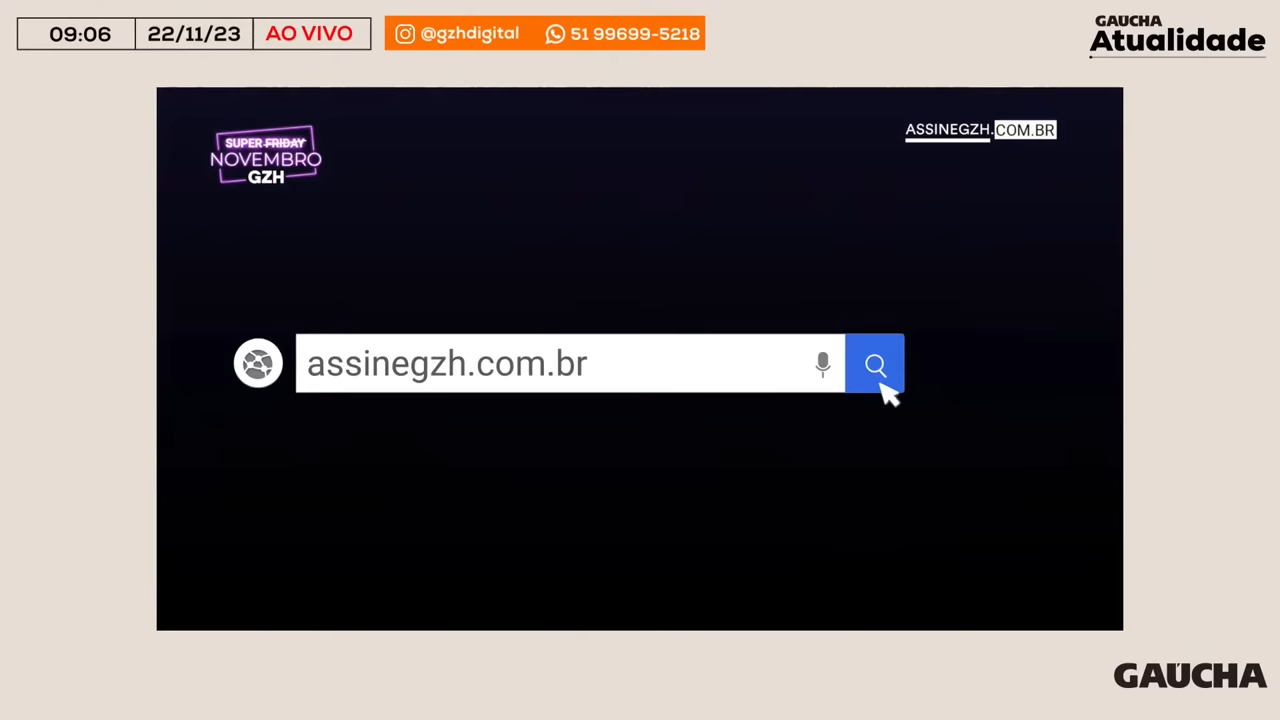 09:06 22/11/23 AO VIVO @gzhdigital 51 99699-5218
GAÚCHA
Atualidade
SUPER FRIDAY
NOVEMBRO
GZH
ASSINEGZH.COM.BR
assinegzh.com.br
GAÚCHA